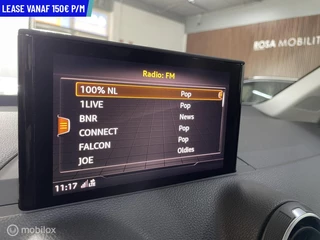 LEASE VANAF 150€ P/M
ROSA MOBILIT
Radio: FM
100% NL Pop
1LIVE Pop
BNR News
CONNECT Pop
FALCON Pop
JOE Oldies
11:17
mobilox